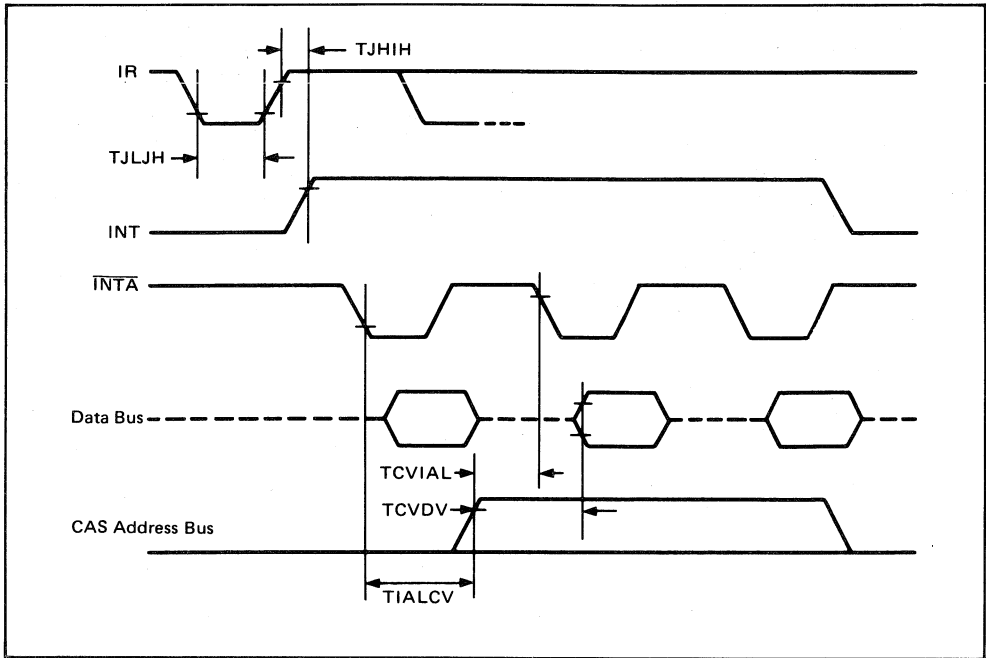 TJHIH
IR
TJLJH
INT
INTA
Data Bus
TCVIAL
TCVDV
CAS Address Bus
TIALCV